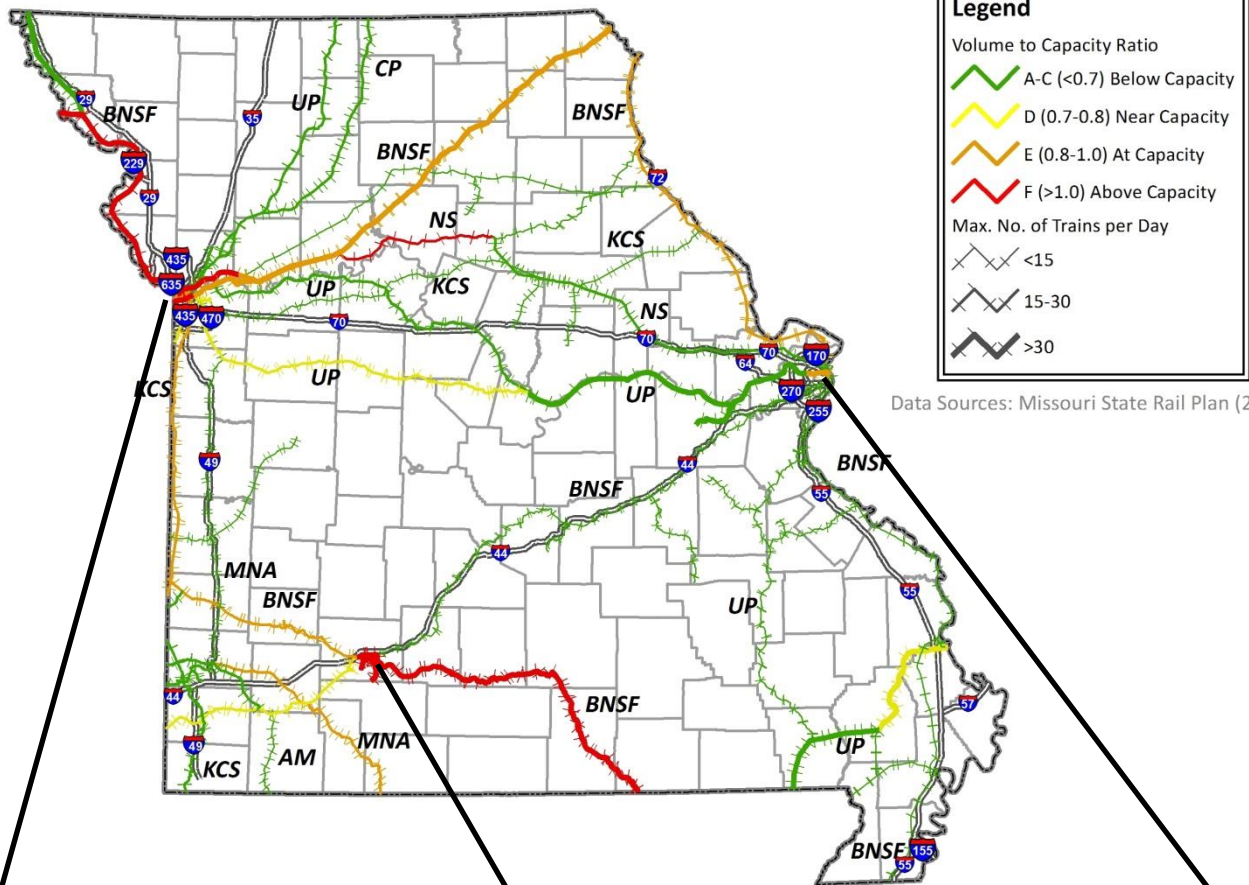 Legend
Volume to Capacity Ratio
A-C (<0.7) Below Capacity
D (0.7-0.8) Near Capacity
E (0.8-1.0) At Capacity
F (>1.0) Above Capacity
Max. No. of Trains per Day
<15
15-30
>30
Data Sources: Missouri State Rail Plan (2
CP
29
BNSF
UP
35
BNSF
BNSF
229
72
29
NS
KCS
435
635
UP
KCS
NS
435
470
70
70
70
170
64
KCS
UP
UP
270
255
49
44
BNSF
BNSF
55
44
MNA
BNSF
UP
55
44
BNSF
57
49
KCS
AM
MNA
UP
BNSF
55
155